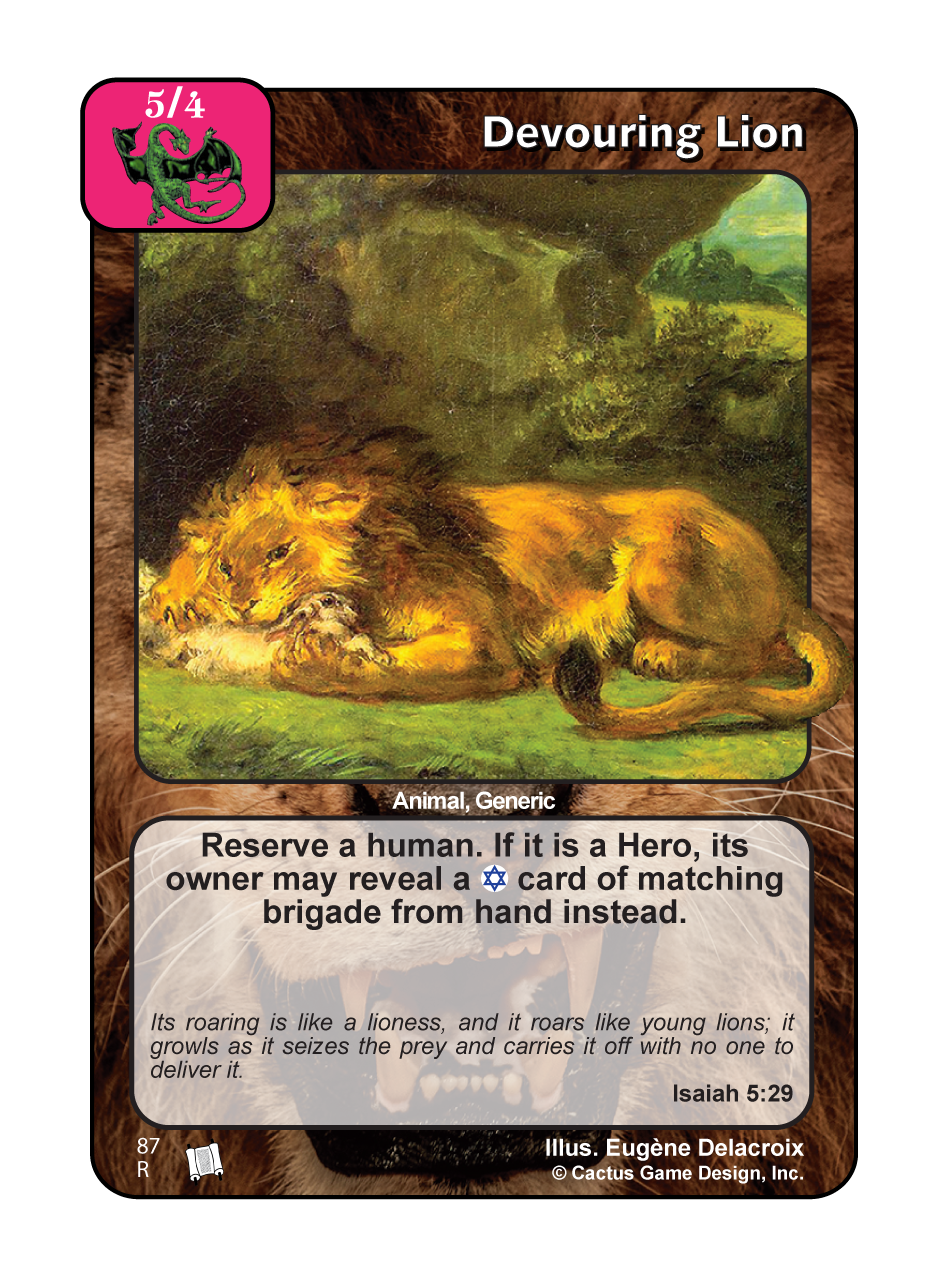 5/4
Devouring Lion
Animal, Generic
Reserve a human. If it is a Hero, its
owner may reveal a ✡ card of matching
brigade from hand instead.
Its roaring is like a lioness, and it roars like young lions; it
growls as it seizes the prey and carries it off with no one to
deliver it.
Isaiah 5:29
87
R
Illus. Eugène Delacroix
© Cactus Game Design, Inc.